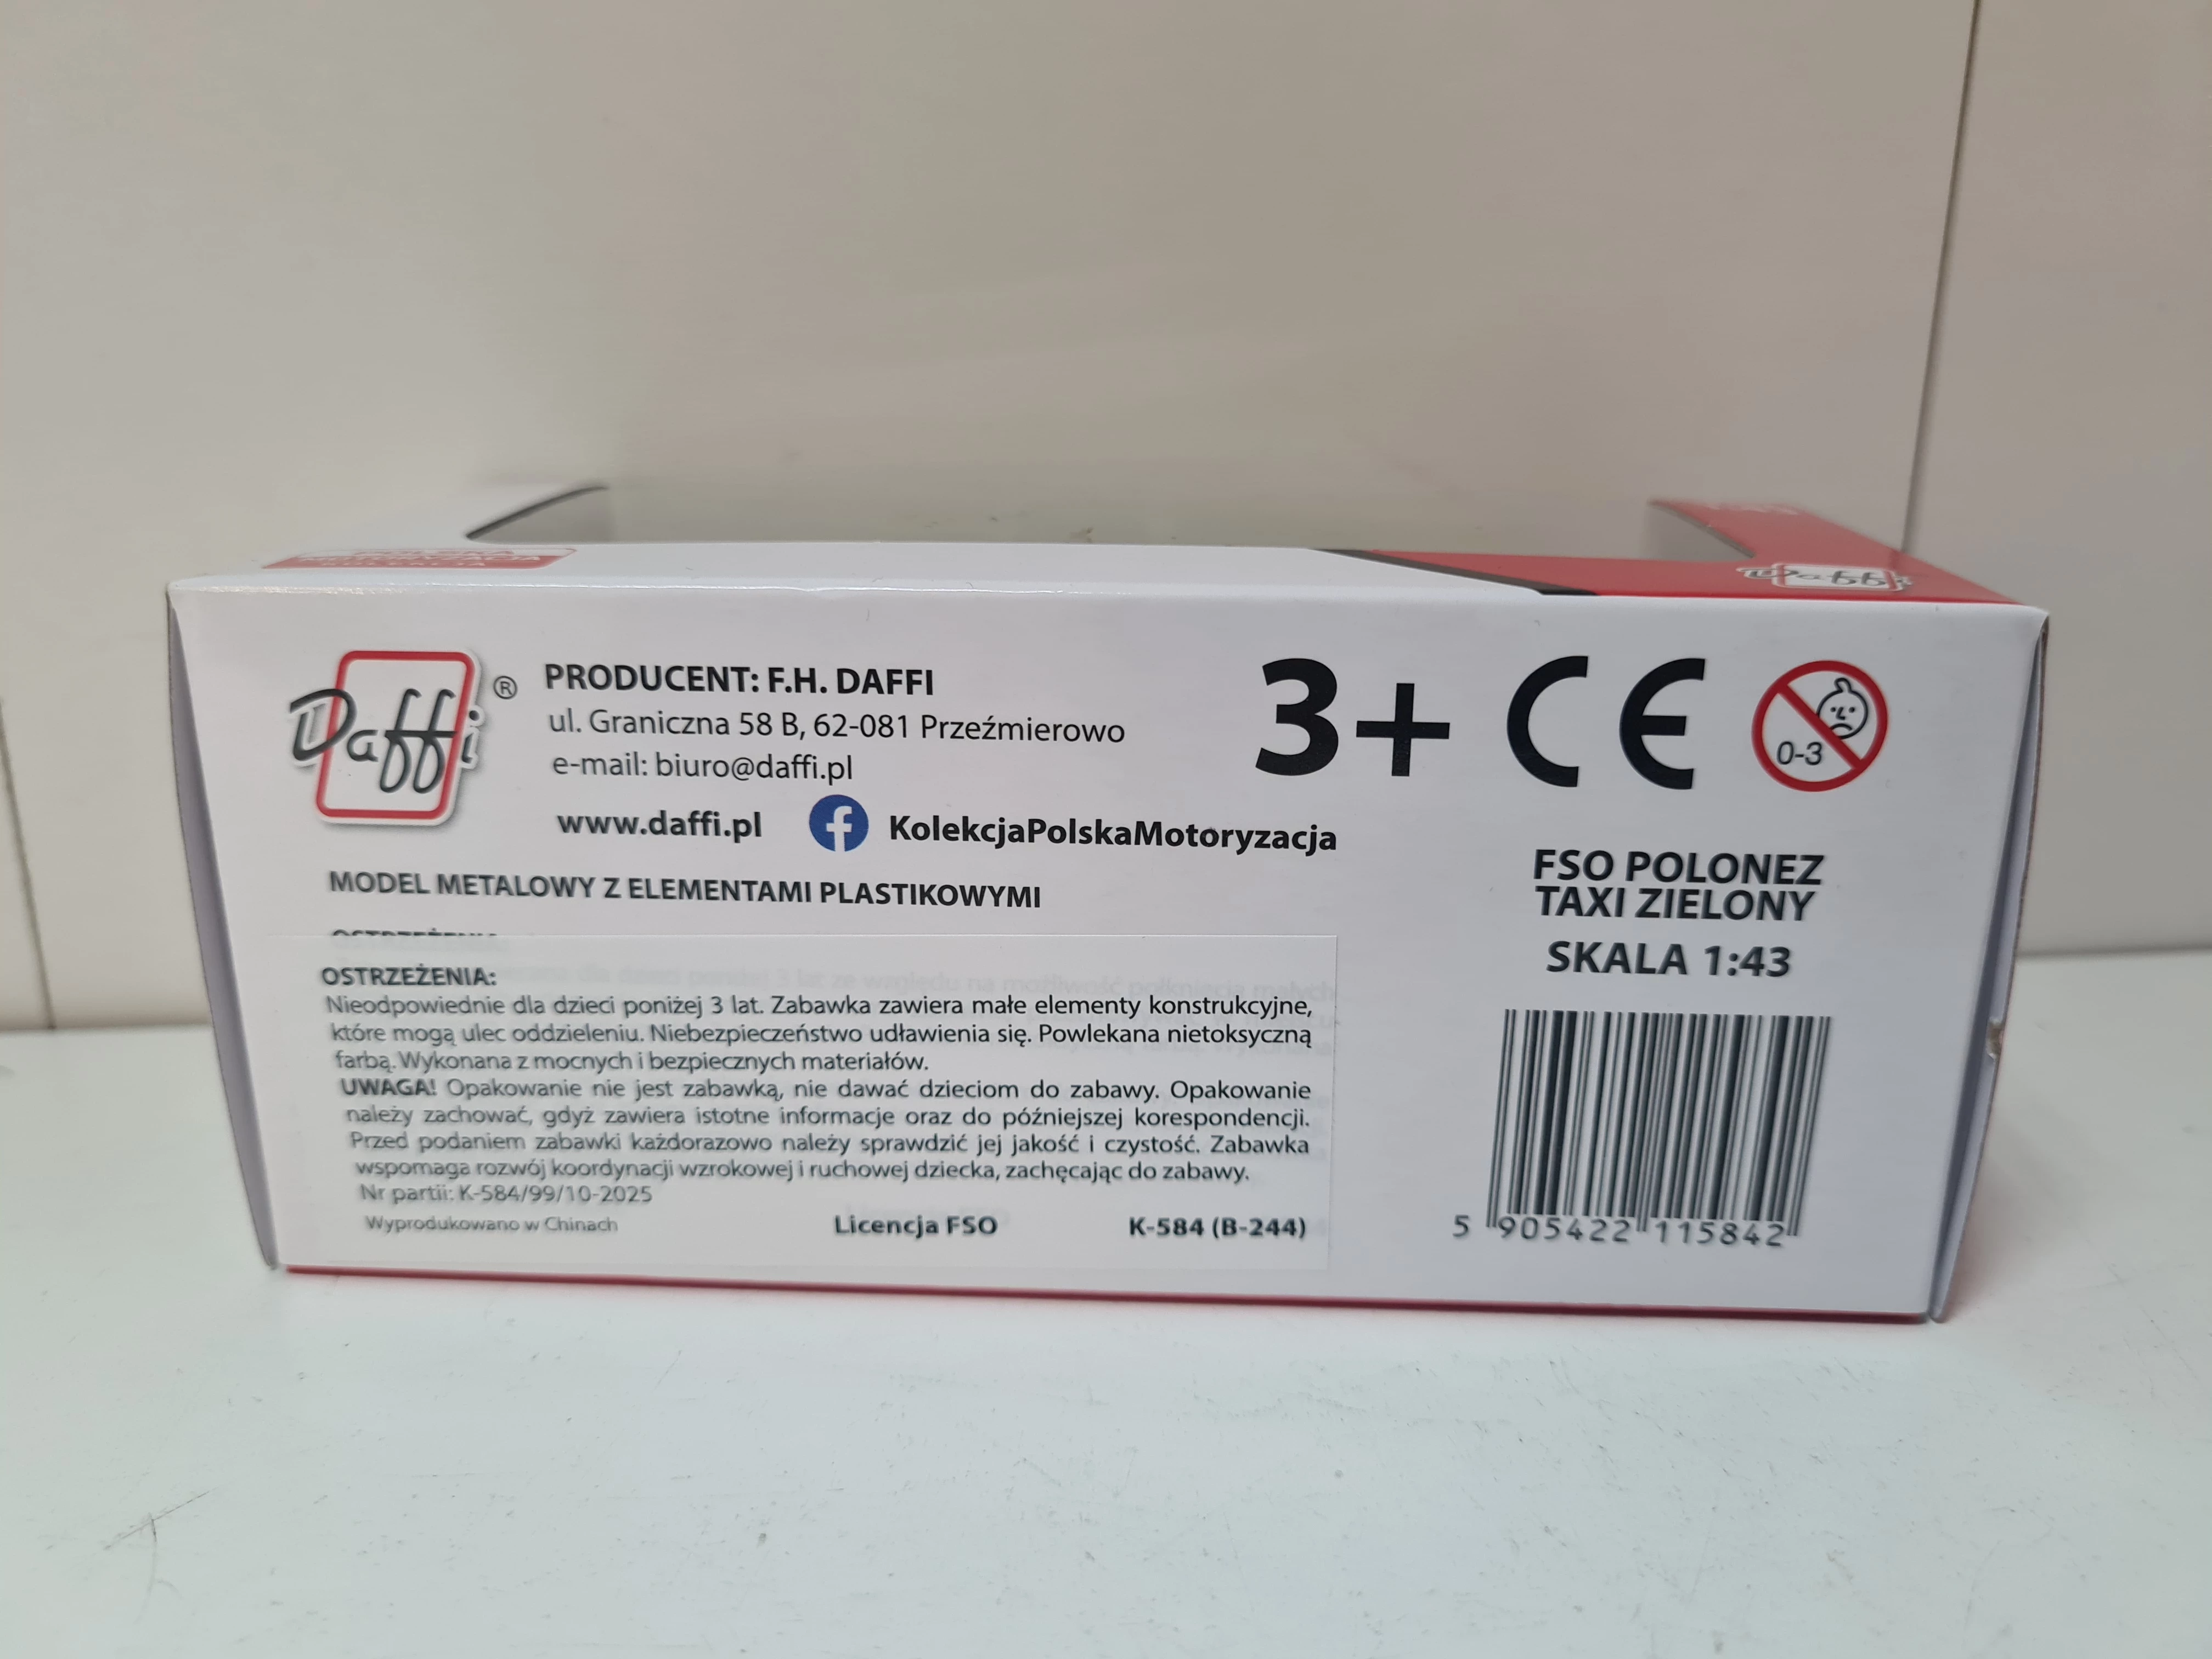 Daffi
Daffi ®
PRODUCENT: F.H. DAFFI
ul. Graniczna 58 B, 62-081 Przeźmierowo
e-mail: biuro@daffi.pl
www.daffi.pl KolekcjaPolskaMotoryzacja
MODEL METALOWY Z ELEMENTAMI PLASTIKOWYMI
3+ CE 0-3
FSO POLONEZ
TAXI ZIELONY
SKALA 1:43
5 905422 115842
OSTRZEŻENIA:
Nieodpowiednie dla dzieci poniżej 3 lat. Zabawka zawiera małe elementy konstrukcyjne,
które mogą ulec oddzieleniu. Niebezpieczeństwo udławienia się. Powlekana nietoksyczną
farbą. Wykonana z mocnych i bezpiecznych materiałów.
UWAGA! Opakowanie nie jest zabawką, nie dawać dzieciom do zabawy. Opakowanie
należy zachować, gdyż zawiera istotne informacje oraz do późniejszej korespondencji.
Przed podaniem zabawki każdorazowo należy sprawdzić jej jakość i czystość. Zabawka
wspomaga rozwój koordynacji wzrokowej i ruchowej dziecka, zachęcając do zabawy.
Nr partii: K-584/99/10-2025
Wyprodukowano w Chinach Licencja FSO K-584 (B-244)